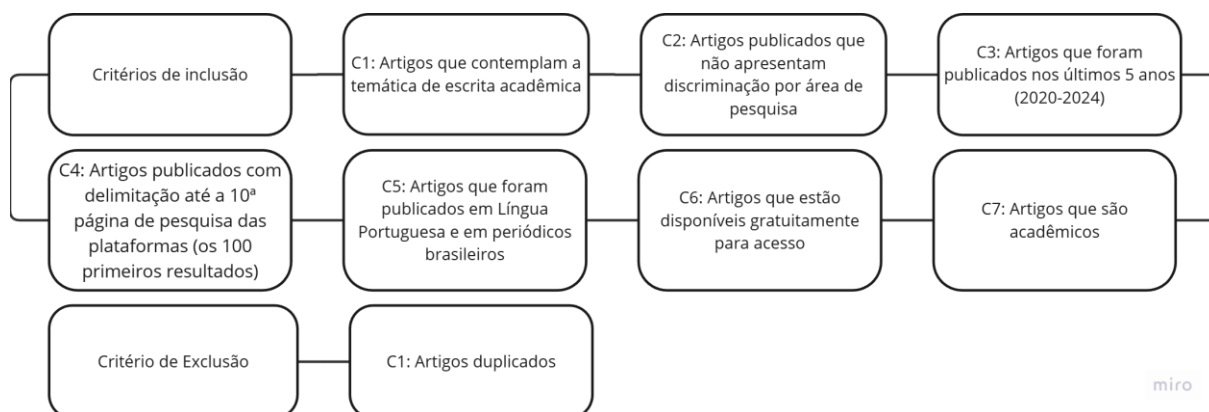 Critérios de inclusão
C1: Artigos que contemplam a
temática de escrita acadêmica
C2: Artigos publicados que
não apresentam
discriminação por área de
pesquisa
C3: Artigos que foram
publicados nos últimos 5 anos
(2020-2024)
C4: Artigos publicados com
delimitação até a 10ª
página de pesquisa das
plataformas (os 100
primeiros resultados)
C5: Artigos que foram
publicados em Língua
Portuguesa e em periódicos
brasileiros
C6: Artigos que estão
disponíveis gratuitamente
para acesso
C7: Artigos que são
acadêmicos
Critério de Exclusão
C1: Artigos duplicados
miro